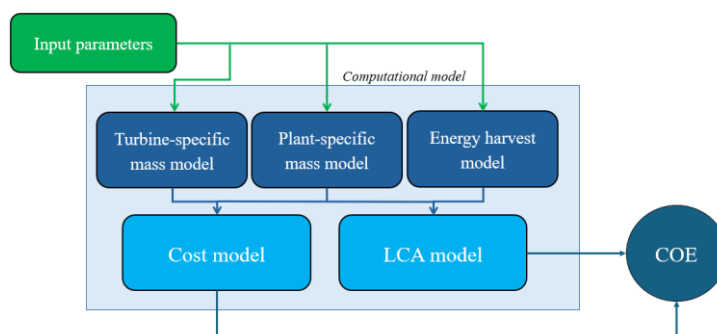 Input parameters
Computational model
Turbine-specific
mass model
Plant-specific
mass model
Energy harvest
model
Cost model
LCA model
COE